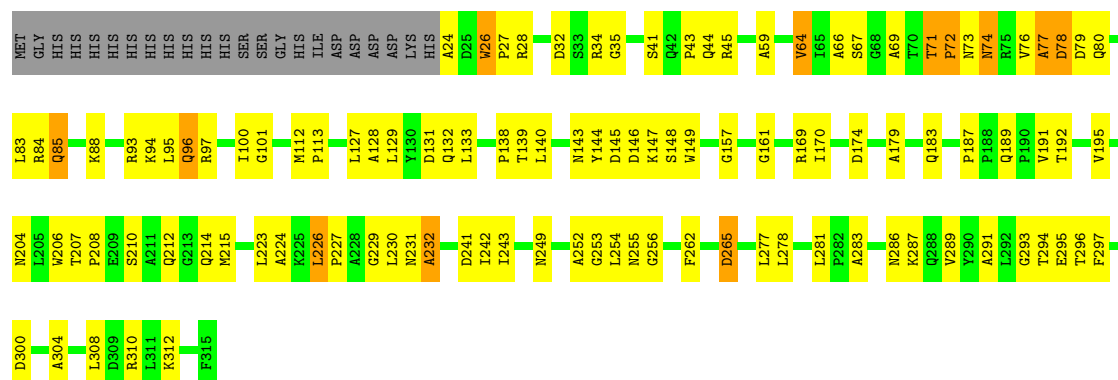 MET GLY HIS HIS HIS HIS HIS HIS HIS HIS HIS HIS SER SER GLY HIS ILE ASP ASP ASP ASP LYS HIS A24 D25 W26 P27 R28 D32 S33 R34 G35 S41 Q42 P43 Q44 R45 A59 V64 I65 A66 S67 G68 A69 T70 T71 P72 N73 N74 R75 V76 A77 D78 D79 Q80
L83 R84 Q85 K88 R93 K94 L95 Q96 R97 I100 G101 M112 P113 L127 A128 L129 Y130 D131 Q132 L133 P138 T139 L140 N143 Y144 D145 D146 K147 S148 W149 G157 G161 R169 I170 D174 A179 Q183 P187 P188 Q189 P190 V191 T192 V195
N204 L205 W206 T207 P208 E209 S210 A211 Q212 G213 Q214 M215 L223 A224 K225 L226 P227 A228 G229 L230 N231 A232 D241 I242 I243 N249 A252 G253 L254 N255 G256 F262 D265 L277 L278 L281 P282 A283 N286 K287 Q288 V289 Y290 A291 L292 G293 T294 E295 T296 F297
D300 A304 L308 D309 R310 L311 K312 F315